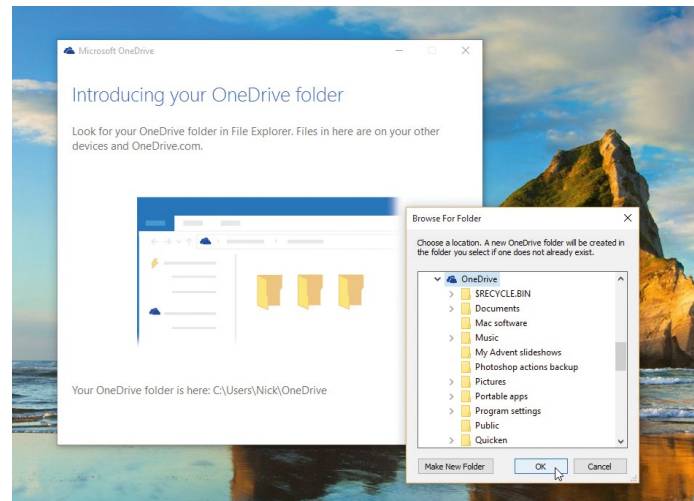 Microsoft OneDrive
Introducing your OneDrive folder
Look for your OneDrive folder in File Explorer. Files in here are on your other
devices and OneDrive.com.
Your OneDrive folder is here: C:\Users\Nick\OneDrive
Browse For Folder
Choose a location. A new OneDrive folder will be created in
the folder you select if one does not already exist.
OneDrive
$RECYCLE.BIN
Documents
Mac software
Music
My Advent slideshows
Photoshop actions backup
Pictures
Portable apps
Program settings
Public
Quicken
Make New Folder
OK
Cancel